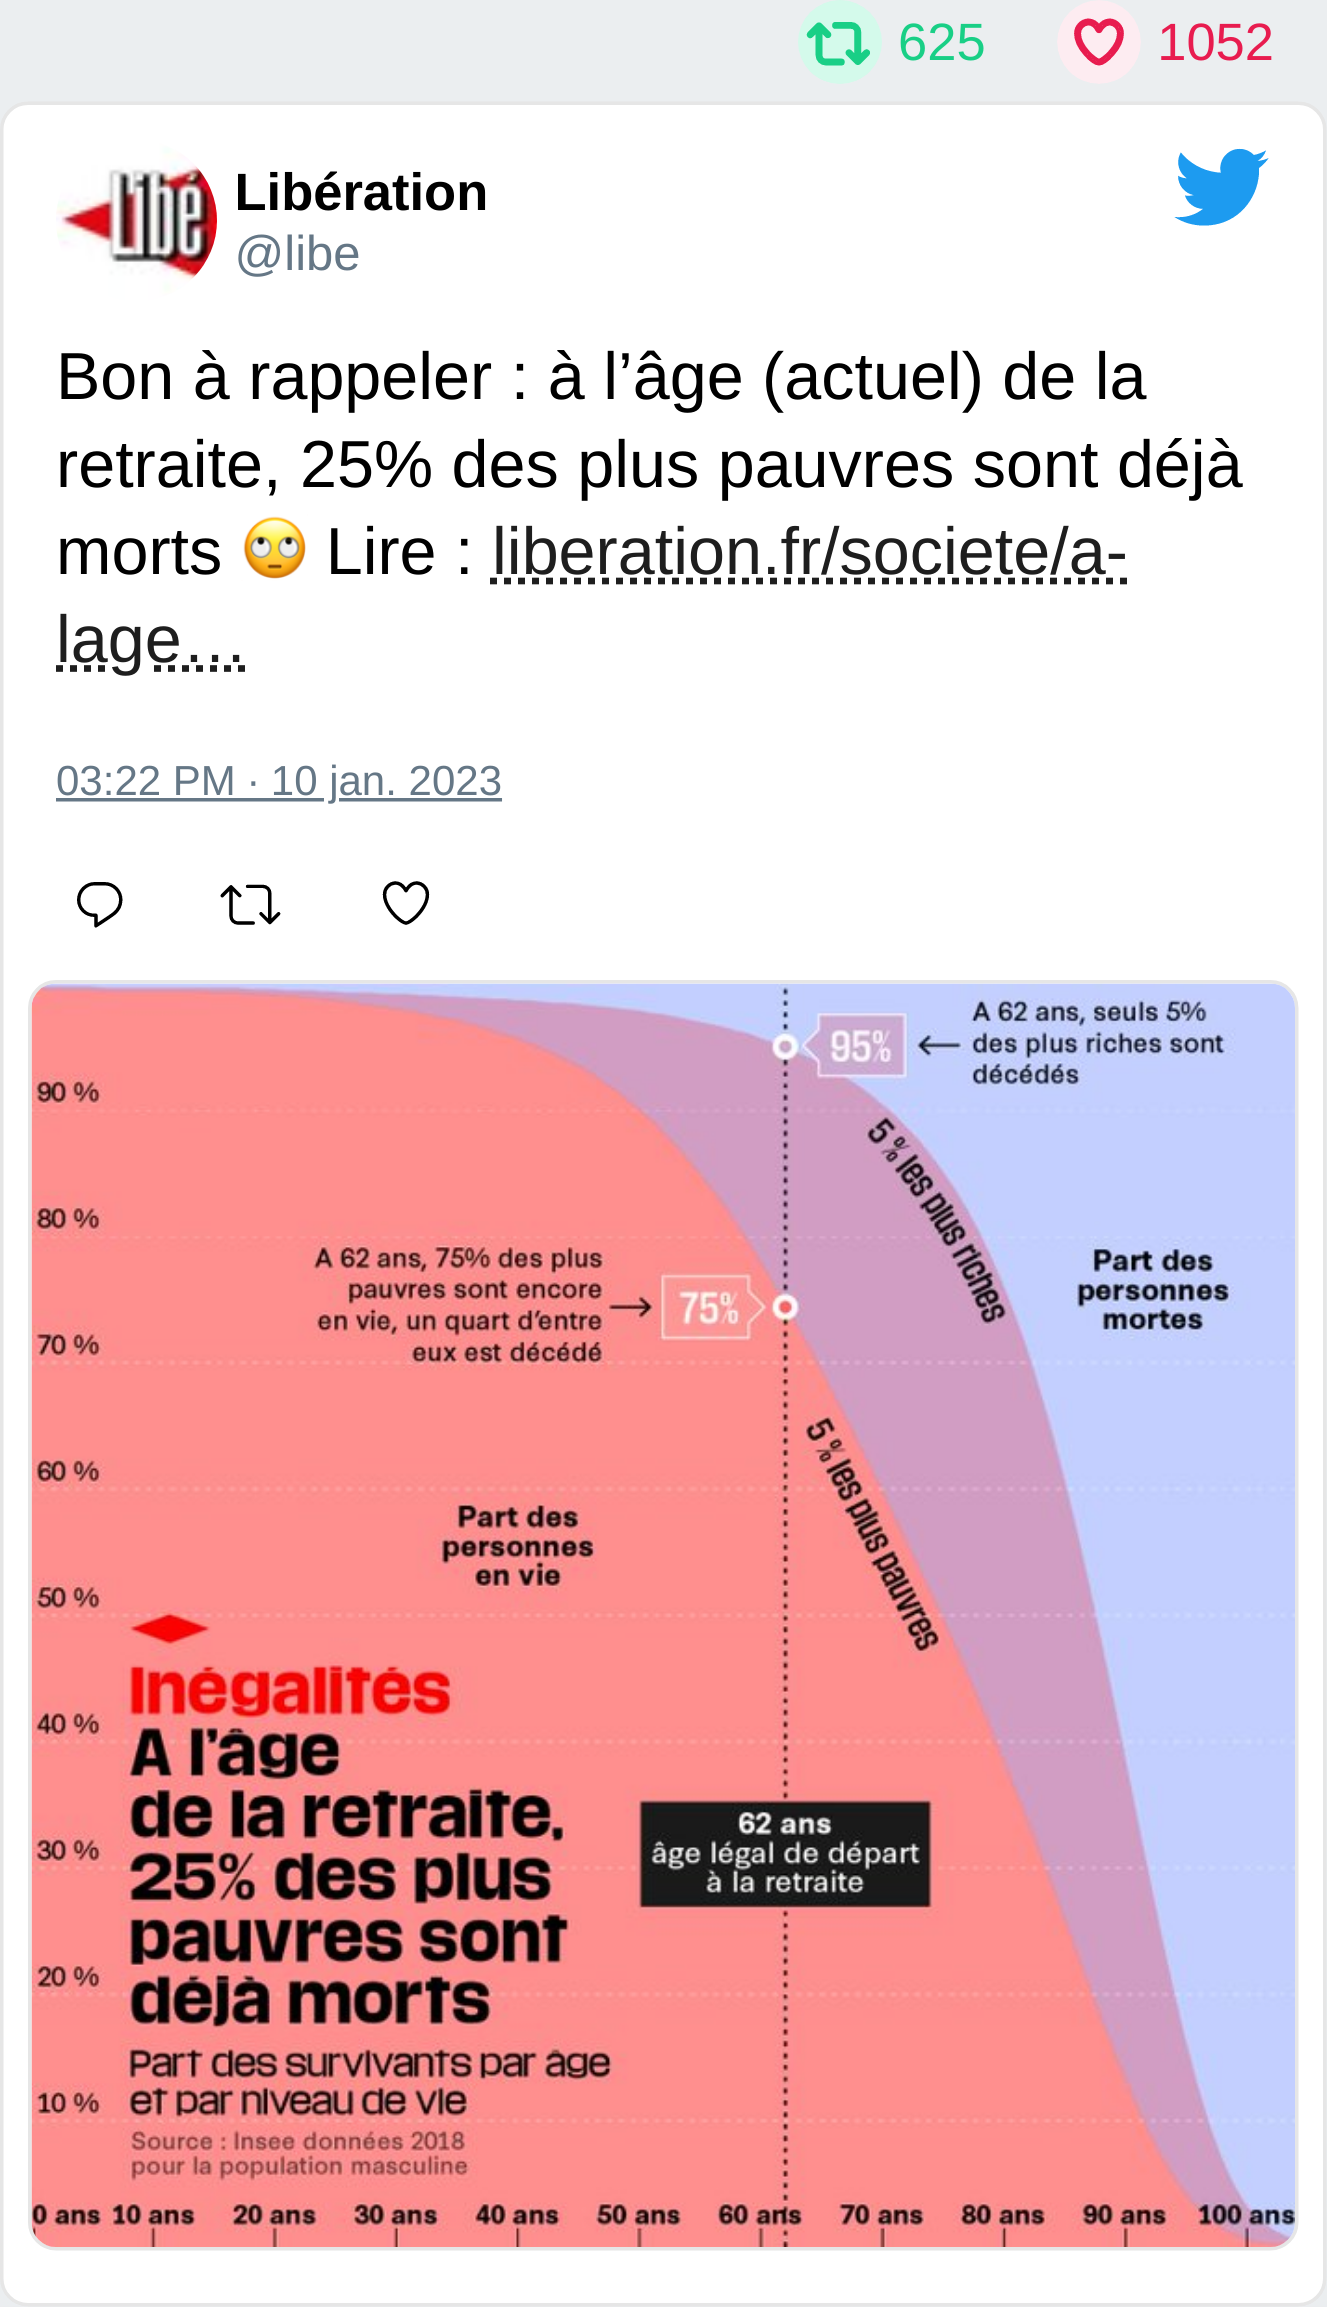 625 1052
Libé
Libération
@libe
Bon à rappeler : à l’âge (actuel) de la
retraite, 25% des plus pauvres sont déjà
morts 🙄 Lire : liberation.fr/societe/a-
lage…
03:22 PM · 10 jan. 2023
95%
A 62 ans, seuls 5%
des plus riches sont
décédés
90 %
80 %
70 %
60 %
50 %
40 %
30 %
20 %
10 %
5 % les plus riches
Part des
personnes
mortes
A 62 ans, 75% des plus
pauvres sont encore
en vie, un quart d’entre
eux est décédé
75%
5 % les plus pauvres
Part des
personnes
en vie
Inégalités
A l’âge
de la retraite,
25% des plus
pauvres sont
déjà morts
Part des survivants par âge
et par niveau de vie
Source : Insee données 2018
pour la population masculine
62 ans
âge légal de départ
à la retraite
0 ans 10 ans 20 ans 30 ans 40 ans 50 ans 60 ans 70 ans 80 ans 90 ans 100 ans